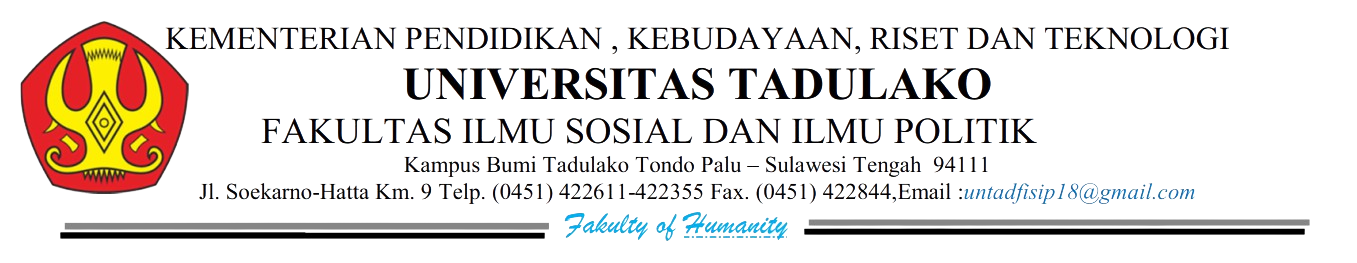 KEMENTERIAN PENDIDIKAN , KEBUDAYAAN, RISET DAN TEKNOLOGI
UNIVERSITAS TADULAKO
FAKULTAS ILMU SOSIAL DAN ILMU POLITIK
Kampus Bumi Tadulako Tondo Palu – Sulawesi Tengah 94111
Jl. Soekarno-Hatta Km. 9 Telp. (0451) 422611-422355 Fax. (0451) 422844,Email :untadfisip18@gmail.com
Fakulty of Humanity